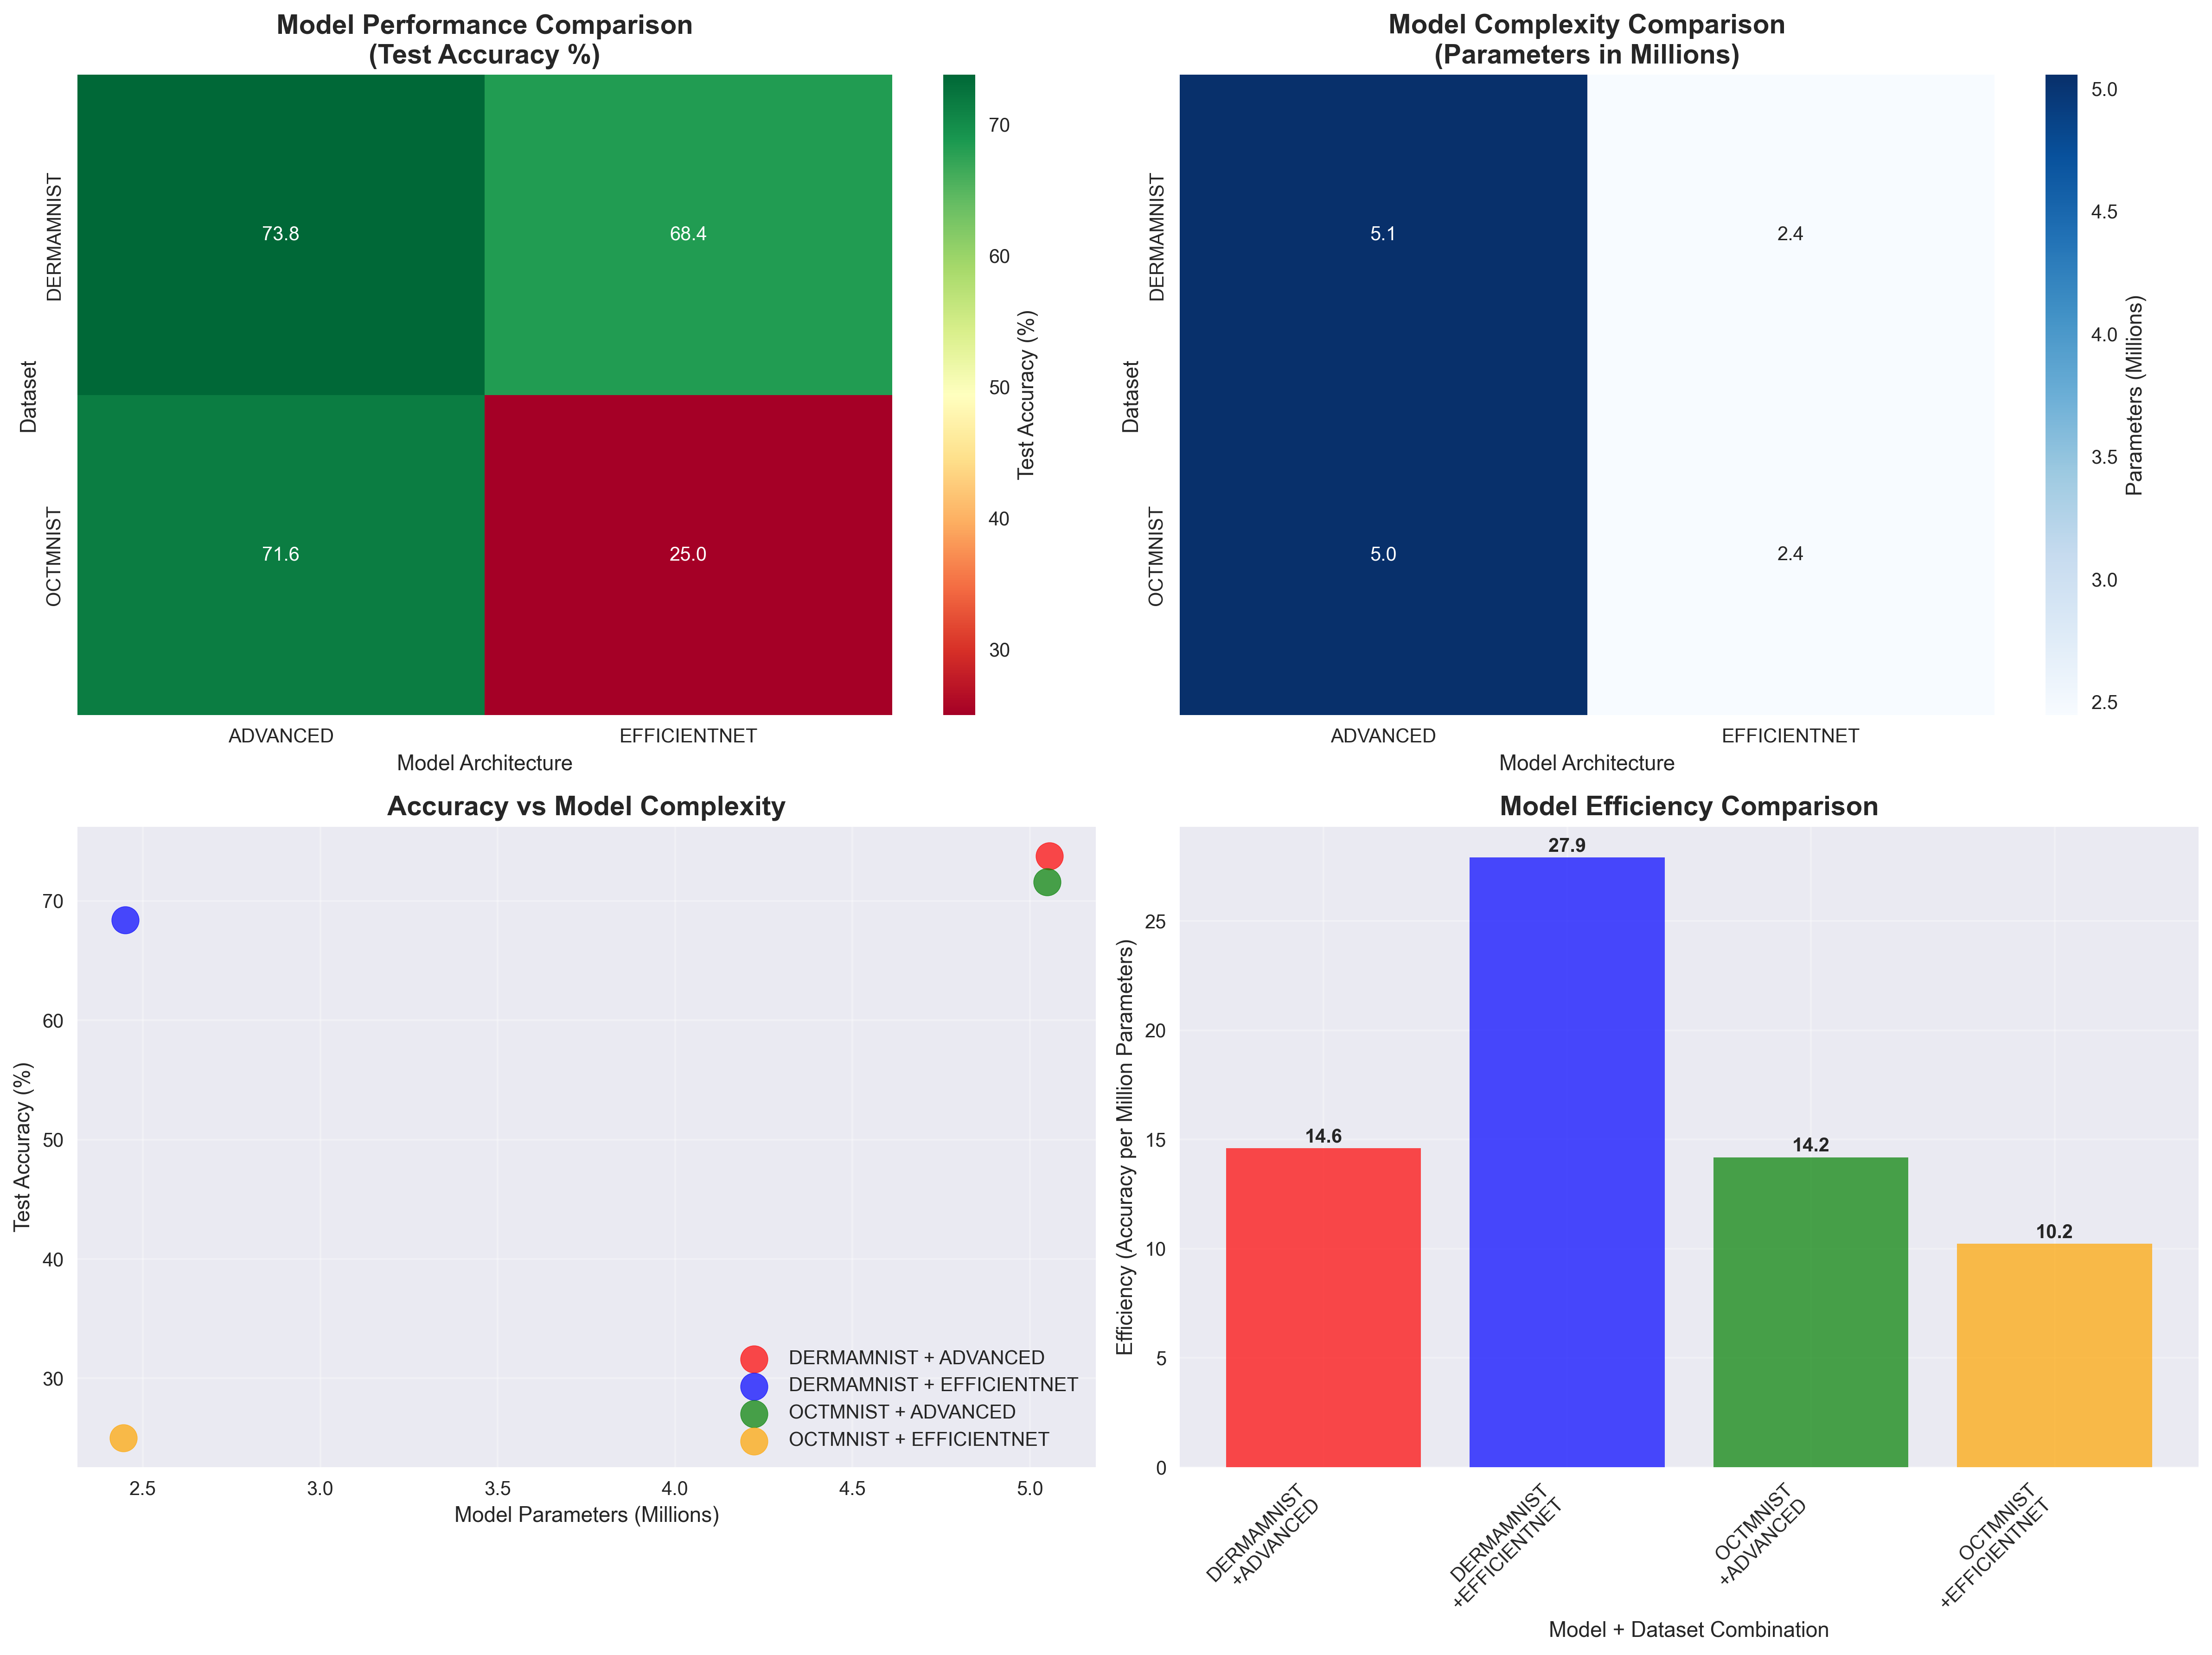 Model Performance Comparison
(Test Accuracy %)
DERMAMNIST
OCTMNIST
Dataset
73.8
68.4
71.6
25.0
ADVANCED
EFFICIENTNET
Model Architecture
70
60
50
40
30
Test Accuracy (%)
Model Complexity Comparison
(Parameters in Millions)
DERMAMNIST
OCTMNIST
Dataset
5.1
2.4
5.0
2.4
ADVANCED
EFFICIENTNET
Model Architecture
5.0
4.5
4.0
3.5
3.0
2.5
Parameters (Millions)
Accuracy vs Model Complexity
Test Accuracy (%)
70
60
50
40
30
DERMAMNIST + ADVANCED
DERMAMNIST + EFFICIENTNET
OCTMNIST + ADVANCED
OCTMNIST + EFFICIENTNET
2.5
3.0
3.5
4.0
4.5
5.0
Model Parameters (Millions)
Model Efficiency Comparison
Efficiency (Accuracy per Million Parameters)
25
20
15
10
5
0
14.6
27.9
14.2
10.2
DERMAMNIST
+ADVANCED
DERMAMNIST
+EFFICIENTNET
OCTMNIST
+ADVANCED
OCTMNIST
+EFFICIENTNET
Model + Dataset Combination